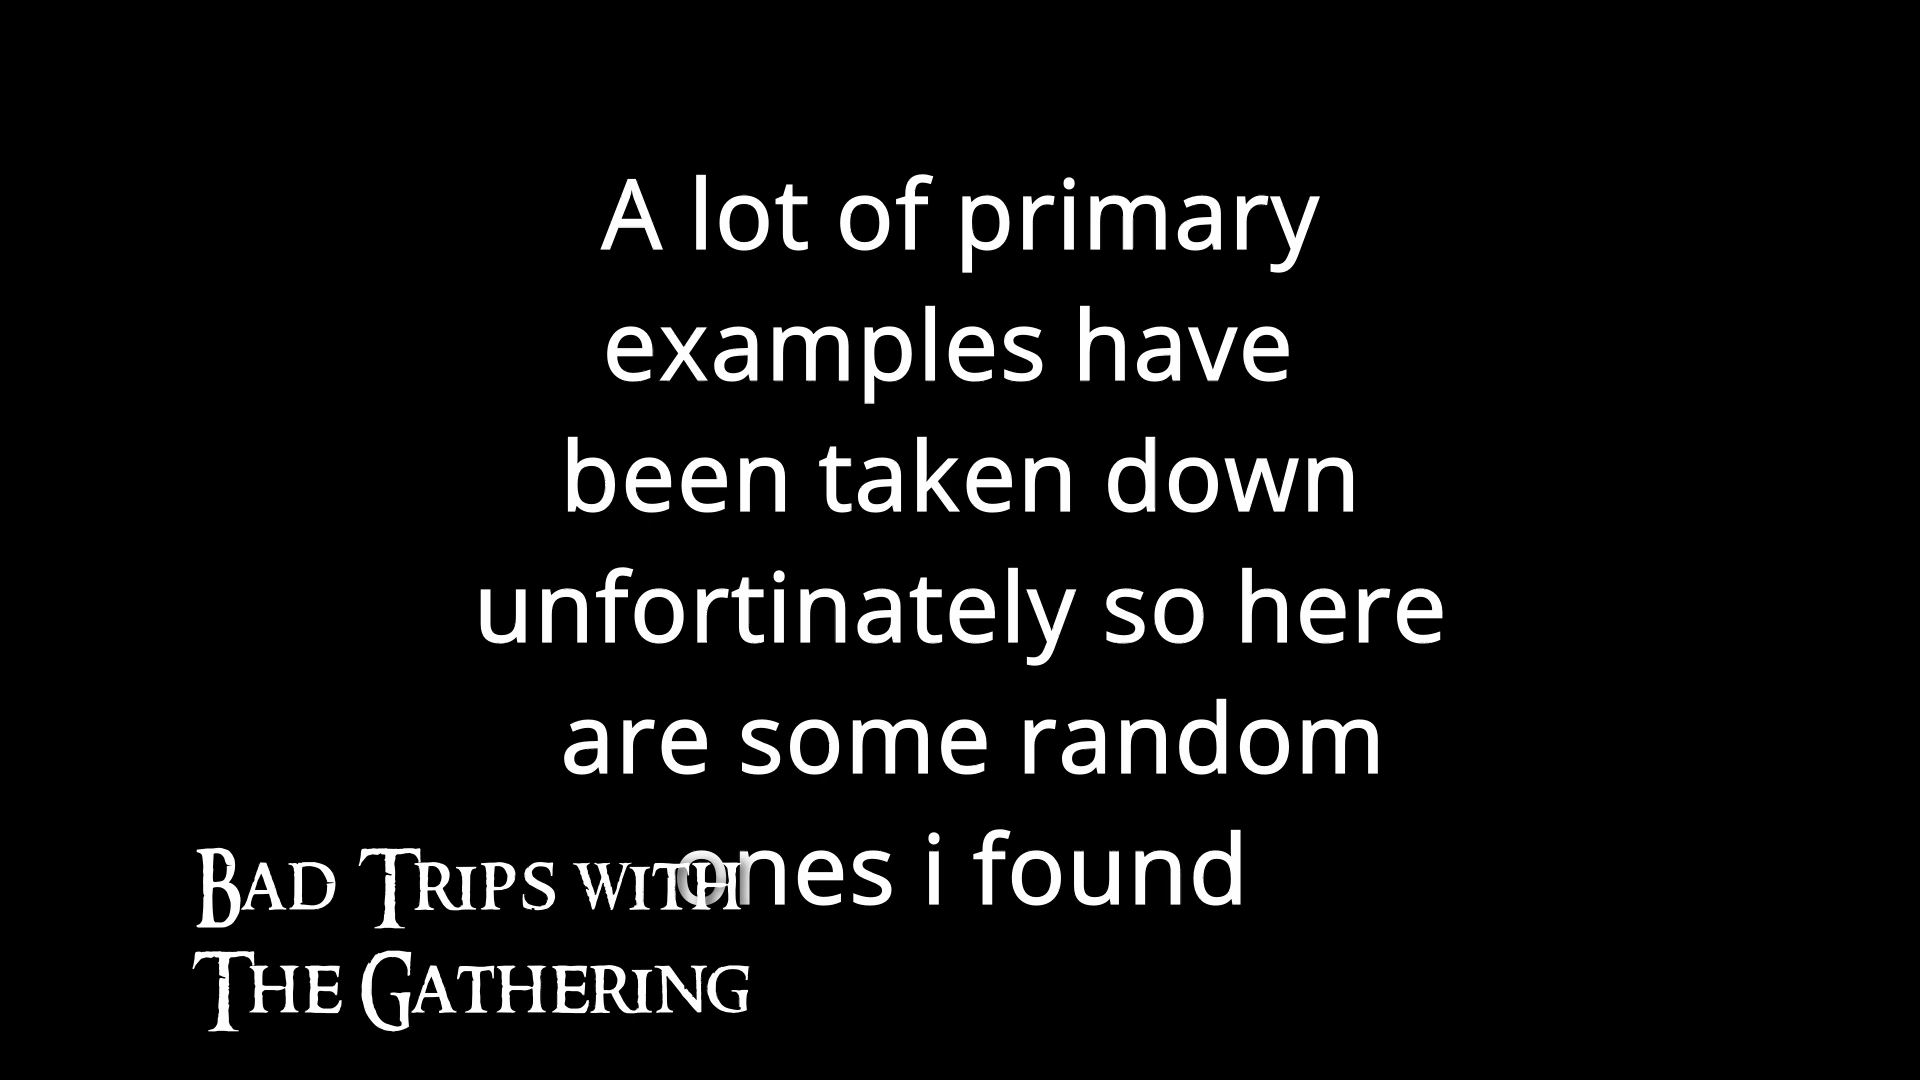 A lot of primary
examples have
been taken down
unfortinately so here
are some random
ones i found
Bad Trips with
The Gathering